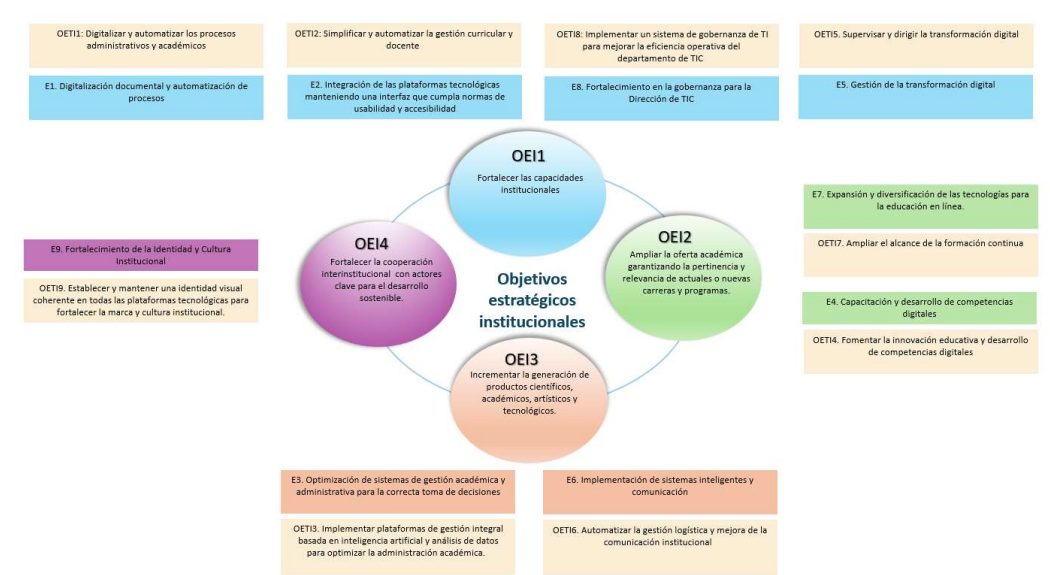 OETI1: Digitalizar y automatizar los procesos
administrativos y académicos
OETI2: Simplificar y automatizar la gestión curricular y
docente
OETI8: Implementar un sistema de gobernanza de TI
para mejorar la eficiencia operativa del
departamento de TIC
OETI5. Supervisar y dirigir la transformación digital
E1. Digitalización documental y automatización de
procesos
E2. Integración de las plataformas tecnológicas
manteniendo una interfaz que cumpla normas de
usabilidad y accesibilidad
E8. Fortalecimiento en la gobernanza para la
Dirección de TIC
E5. Gestión de la transformación digital
OEI1
Fortalecer las capacidades
institucionales
E7. Expansión y diversificación de las tecnologías para
la educación en línea.
OETI7. Ampliar el alcance de la formación continua
E9. Fortalecimiento de la Identidad y Cultura
Institucional
OETI9. Establecer y mantener una identidad visual
coherente en todas las plataformas tecnológicas para
fortalecer la marca y cultura institucional.
OEI4
Fortalecer la cooperación
interinstitucional con actores
clave para el desarrollo
sostenible.
Objetivos
estratégicos
institucionales
OEI2
Ampliar la oferta académica
garantizando la pertinencia y
relevancia de actuales o nuevas
carreras y programas.
E4. Capacitación y desarrollo de competencias
digitales
OETI4. Fomentar la innovación educativa y desarrollo
de competencias digitales
OEI3
Incrementar la generación de
productos científicos,
académicos, artísticos y
tecnológicos.
E3. Optimización de sistemas de gestión académica y
administrativa para la correcta toma de decisiones
E6. Implementación de sistemas inteligentes y
comunicación
OETI3. Implementar plataformas de gestión integral
basada en inteligencia artificial y análisis de datos
para optimizar la administración académica.
OETI6. Automatizar la gestión logística y mejora de la
comunicación institucional